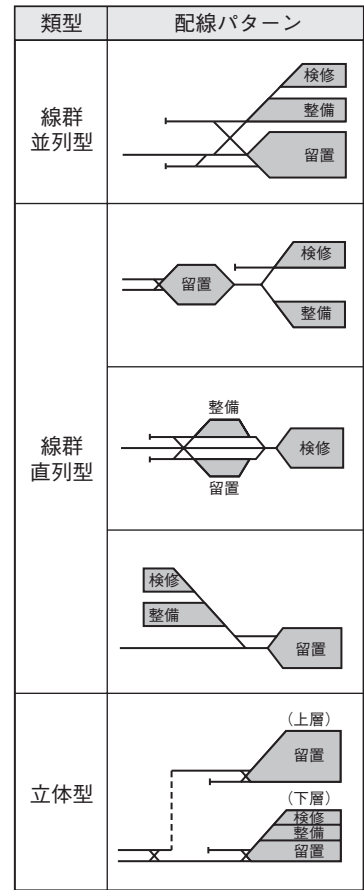 類型 配線パターン
線群
並列型
検修
整備
留置
線群
直列型
留置
検修
整備
整備
留置
検修
検修
整備
留置
立体型
(上層)
留置
(下層)
検修
整備
留置